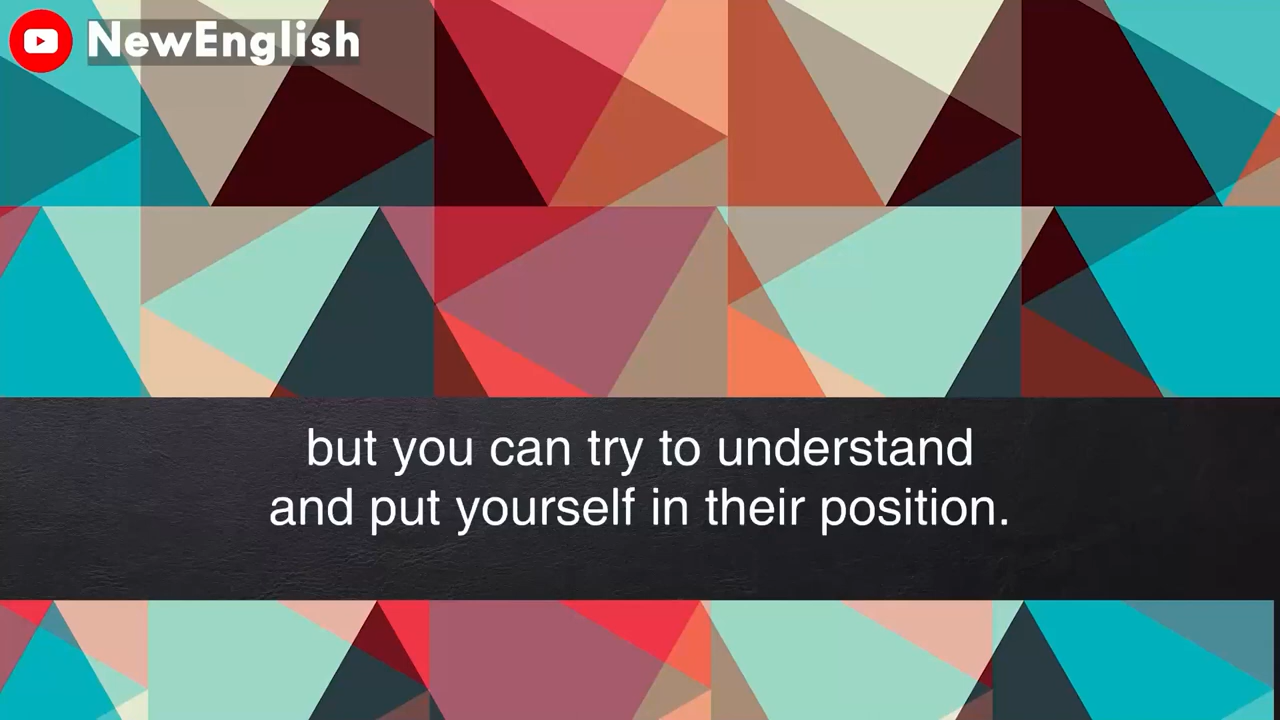 NewEnglish
but you can try to understand
and put yourself in their position.